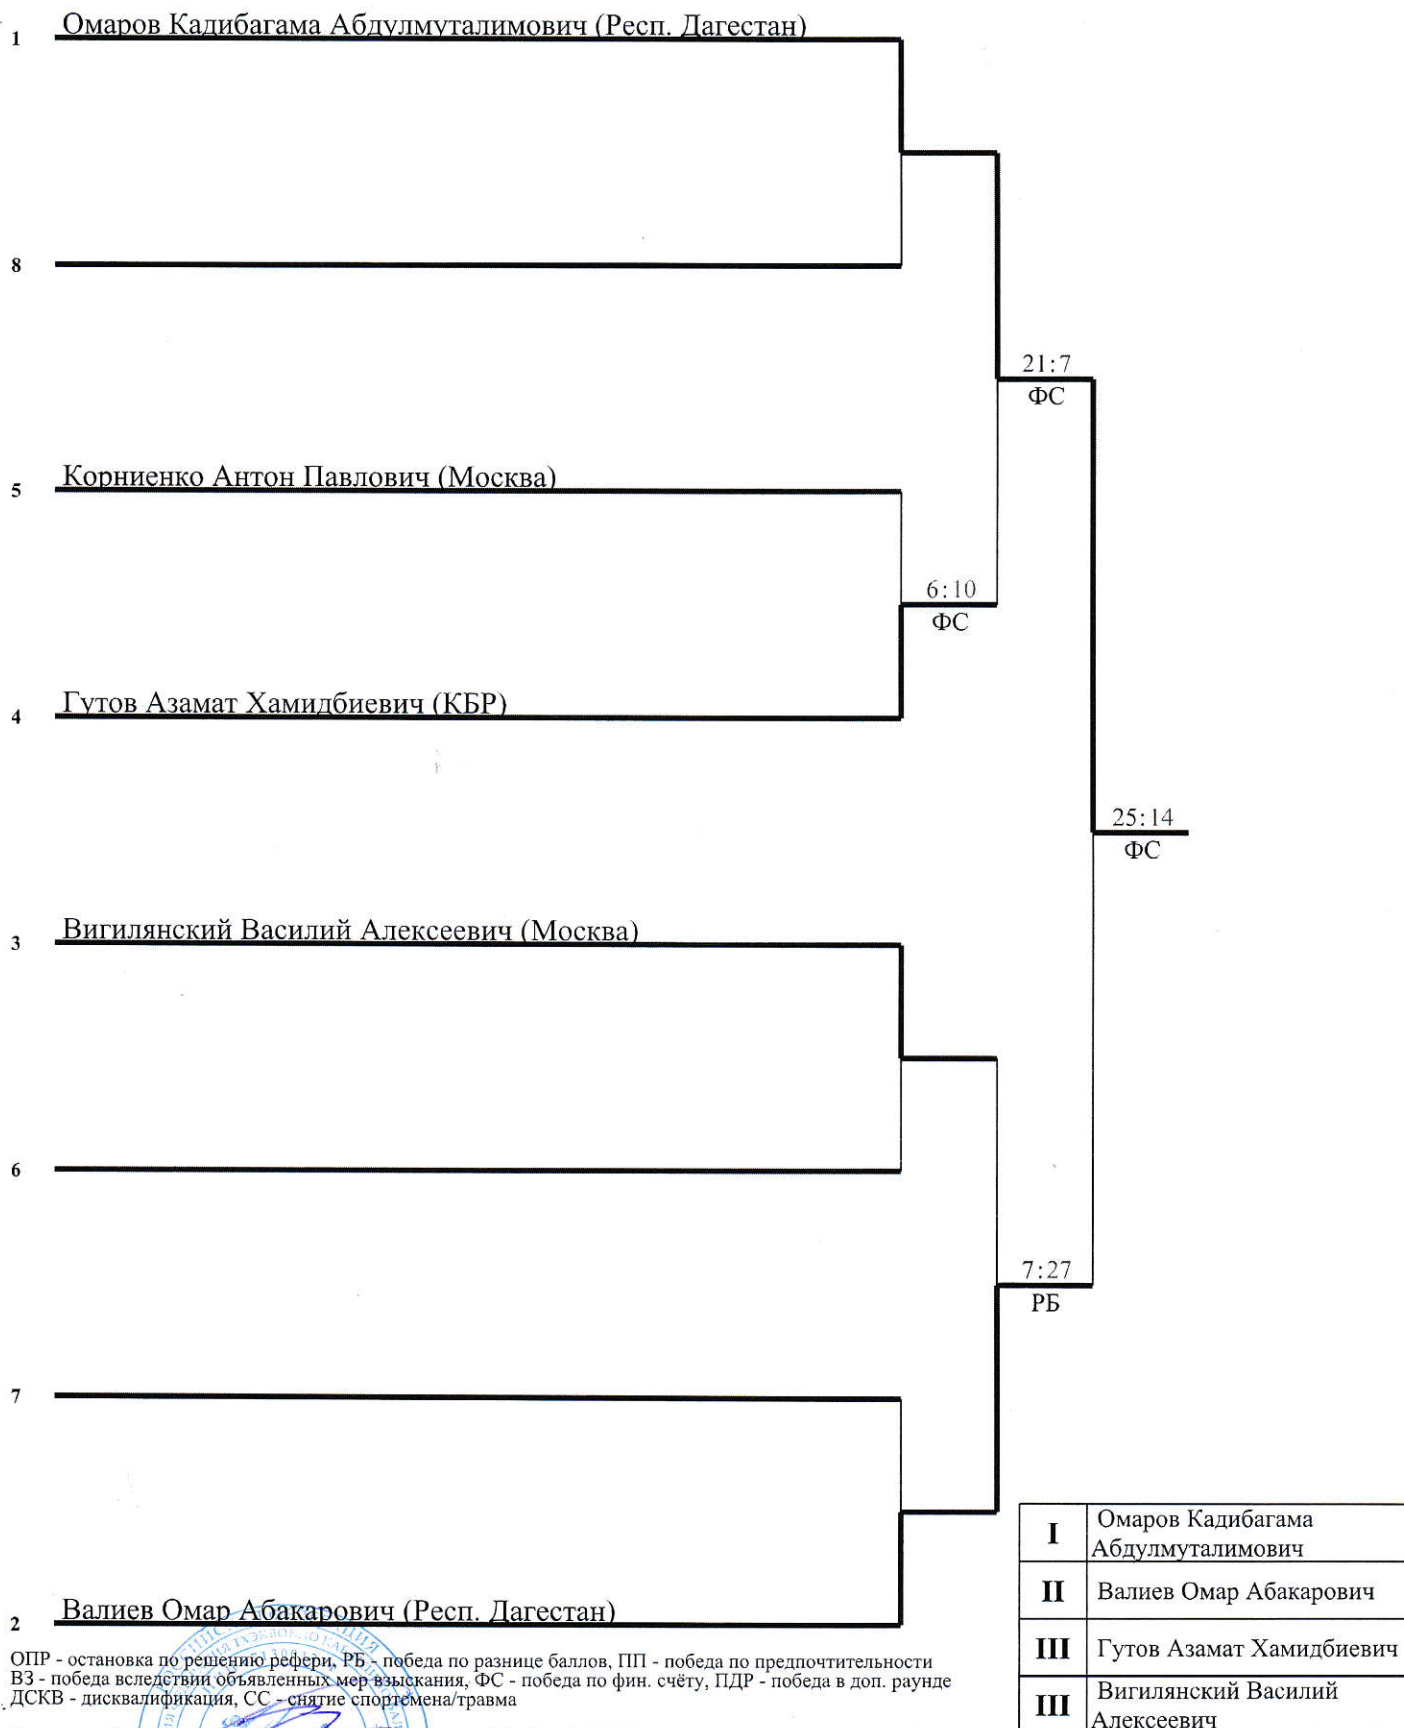 1 Омаров Кадибагама Абдулмуталимович (Респ. Дагестан)
8
21:7
ФС
5 Корниенко Антон Павлович (Москва)
6:10
ФС
4 Гутов Азамат Хамидбиевич (КБР)
25:14
ФС
3 Вигилянский Василий Алексеевич (Москва)
6
7:27
РБ
7
2 Валиев Омар Абакарович (Респ. Дагестан)
I Омаров Кадибагама
Абдулмуталимович
II Валиев Омар Абакарович
III Гутов Азамат Хамидбиевич
III Вигилянский Василий
Алексеевич
ОПР - остановка по решению рефери, РБ - победа по разнице баллов, ПП - победа по предпочтительности
ВЗ - победа вследствии объявленных мер взыскания, ФС - победа по фин. счёту, ПДР - победа в доп. раунде
ДСКВ - дисквалификация, СС - снятие спортсмена/травма